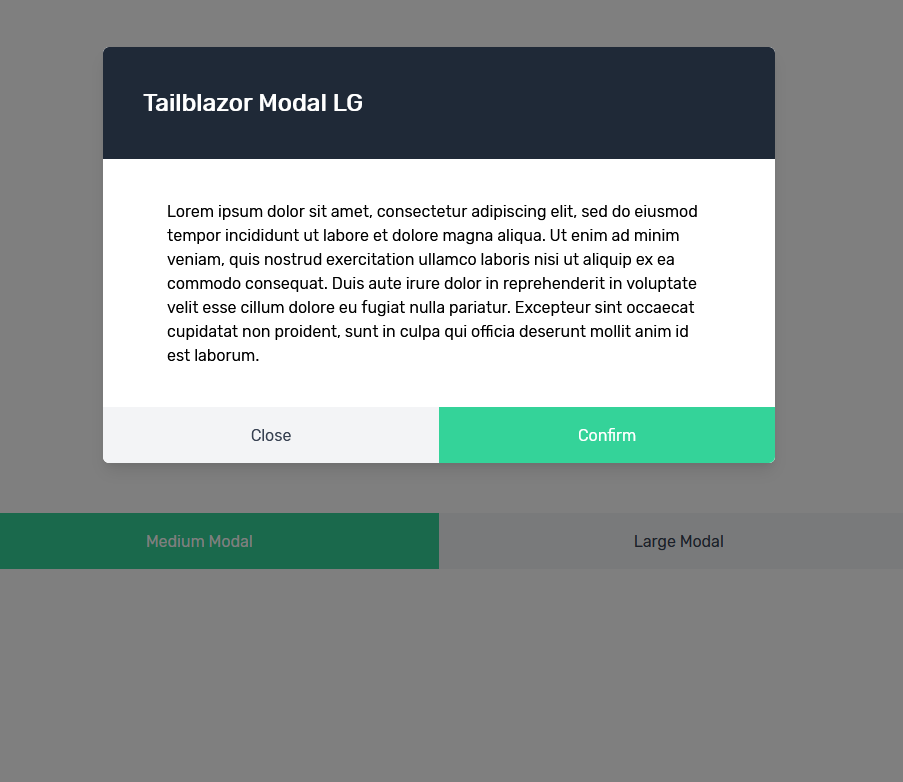 Tailblazor Modal LG
Lorem ipsum dolor sit amet, consectetur adipiscing elit, sed do eiusmod
tempor incididunt ut labore et dolore magna aliqua. Ut enim ad minim
veniam, quis nostrud exercitation ullamco laboris nisi ut aliquip ex ea
commodo consequat. Duis aute irure dolor in reprehenderit in voluptate
velit esse cillum dolore eu fugiat nulla pariatur. Excepteur sint occaecat
cupidatat non proident, sunt in culpa qui officia deserunt mollit anim id
est laborum.
Close
Confirm
Medium Modal
Large Modal